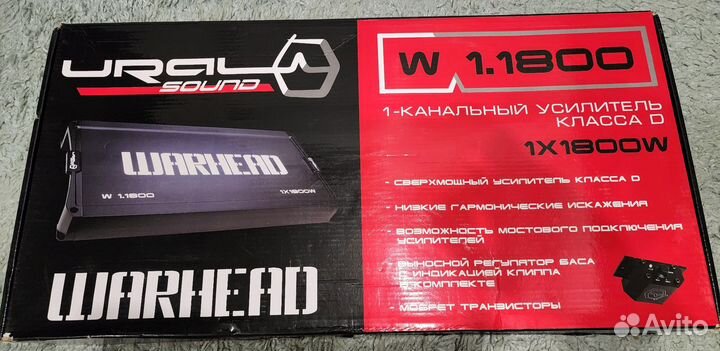 URAL
SOUND
WARHEAD
W 1.1800
1X1800W
WARHEAD
W 1.1800
1-КАНАЛЬНЫЙ УСИЛИТЕЛЬ
КЛАССА D
1X1800W
- СВЕРХМОЩНЫЙ УСИЛИТЕЛЬ КЛАССА D
- НИЗКИЕ ГАРМОНИЧЕСКИЕ ИСКАЖЕНИЯ
- ВОЗМОЖНОСТЬ МОСТОВОГО ПОДКЛЮЧЕНИЯ
УСИЛИТЕЛЕЙ
- ВЫНОСНОЙ РЕГУЛЯТОР БАСА
С ИНДИКАЦИЕЙ КЛИППА
В КОМПЛЕКТЕ
- МОСФЕТ ТРАНЗИСТОРЫ
Avito